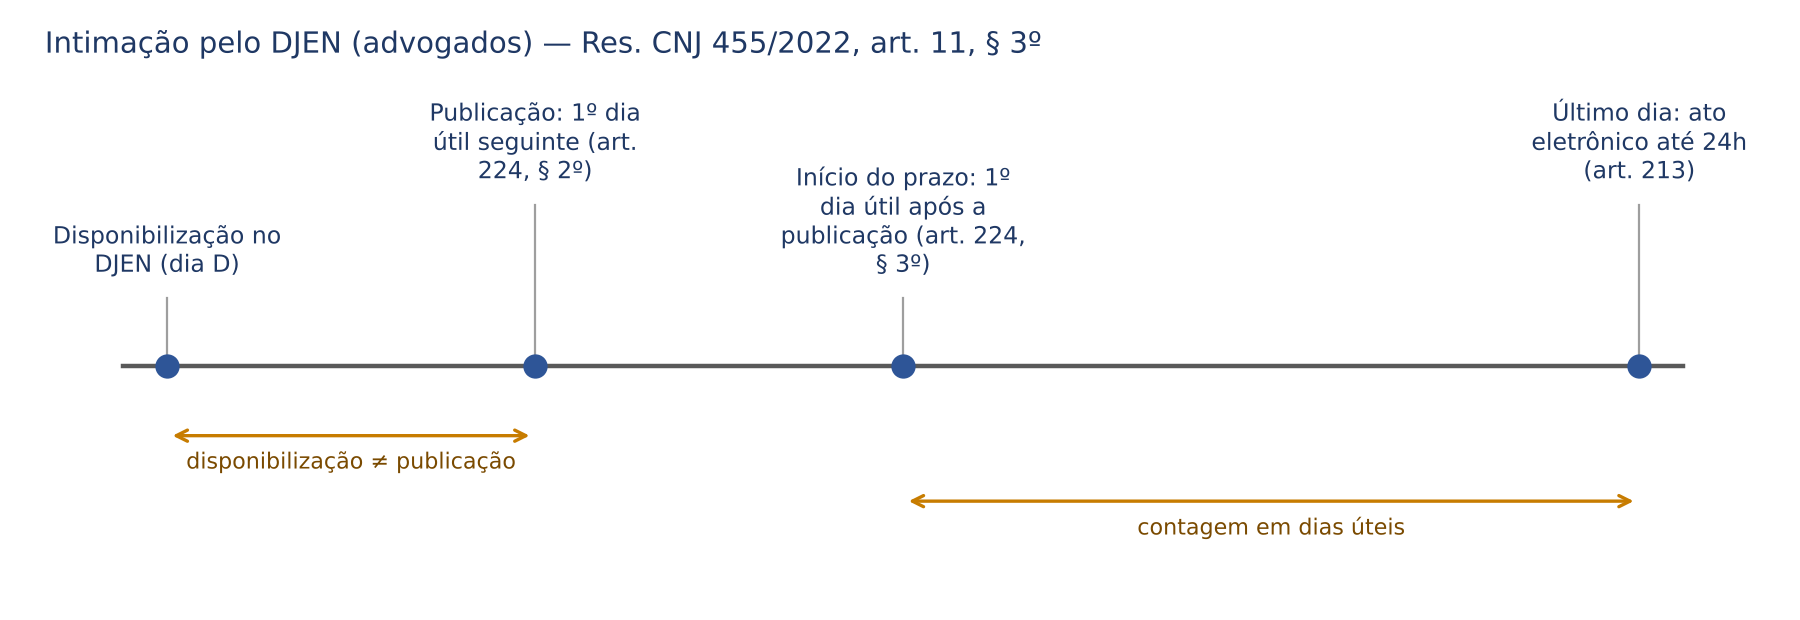 Intimação pelo DJEN (advogados) — Res. CNJ 455/2022, art. 11, § 3º
Disponibilização no
DJEN (dia D)
Publicação: 1º dia
útil seguinte (art.
224, § 2º)
Início do prazo: 1º
dia útil após a
publicação (art. 224,
§ 3º)
Último dia: ato
eletrônico até 24h
(art. 213)
disponibilização ≠ publicação
contagem em dias úteis